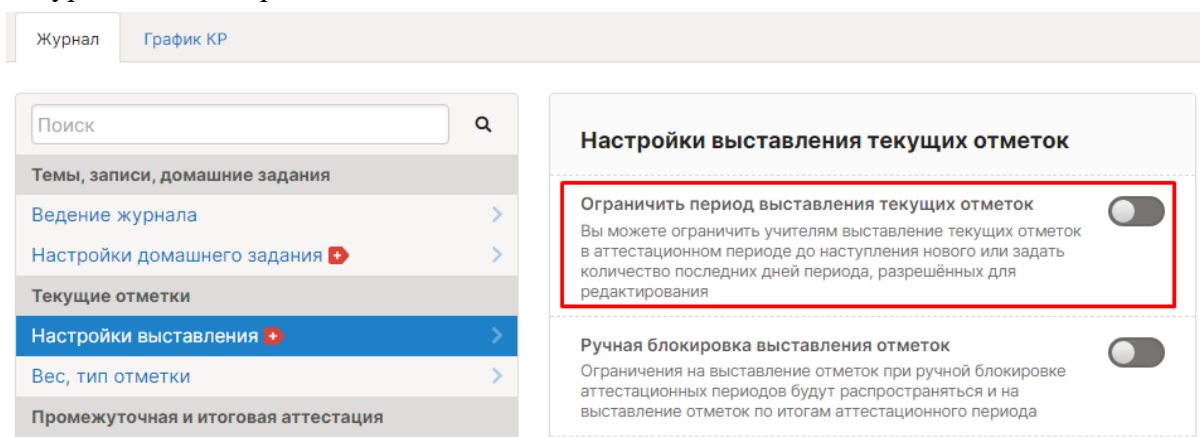 Журнал
График КР
Поиск
Темы, записи, домашние задания
Ведение журнала
Настройки домашнего задания
Текущие отметки
Настройки выставления
Вес, тип отметки
Промежуточная и итоговая аттестация
Настройки выставления текущих отметок
Ограничить период выставления текущих отметок
Вы можете ограничить учителям выставление текущих отметок
в аттестационном периоде до наступления нового или задать
количество последних дней периода, разрешённых для
редактирования
Ручная блокировка выставления отметок
Ограничения на выставление отметок при ручной блокировке
аттестационных периодов будут распространяться и на
выставление отметок по итогам аттестационного периода